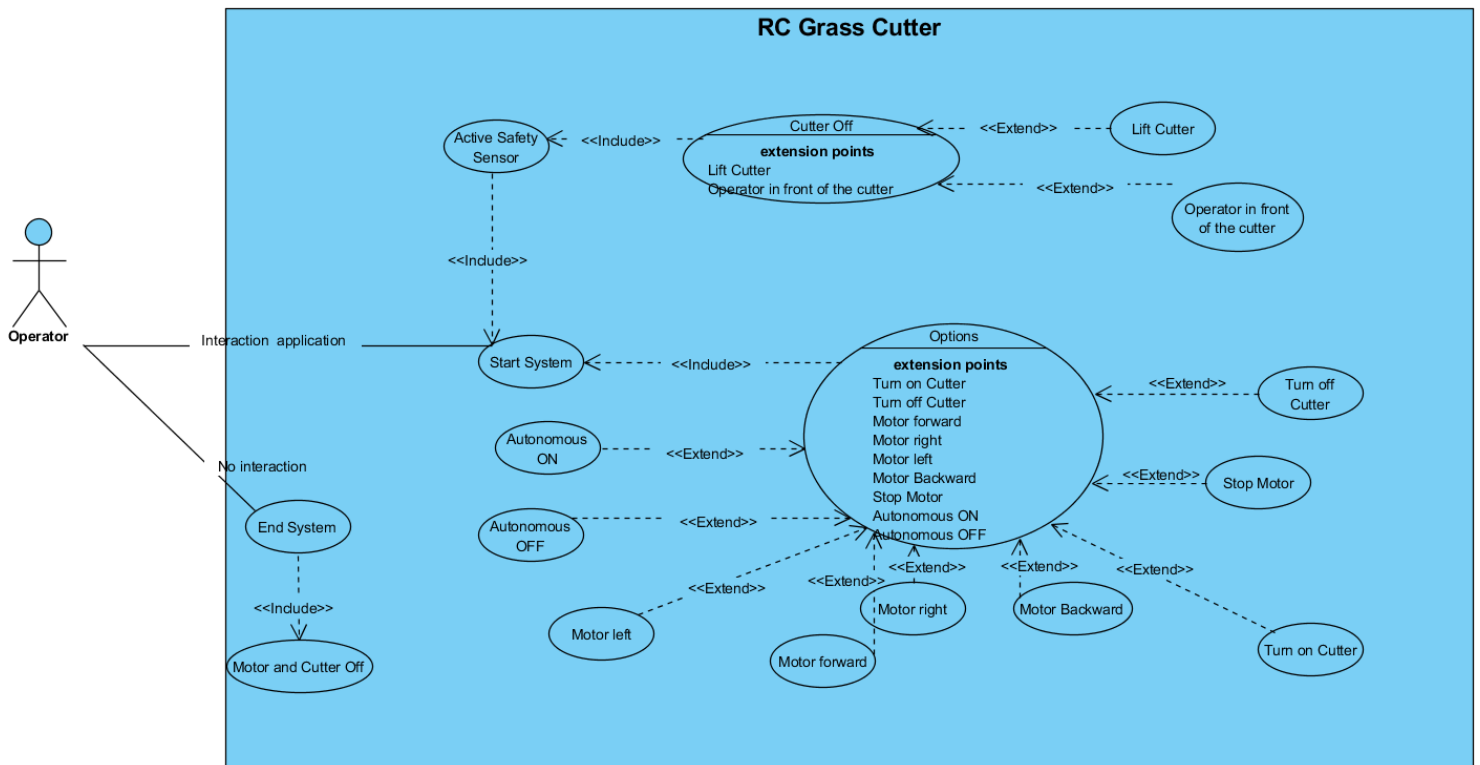 RC Grass Cutter
Active Safety
Sensor
<<Include>>
Cutter Off
extension points
Lift Cutter
Operator in front of the cutter
<<Extend>>
Lift Cutter
<<Extend>>
Operator in front
of the cutter
<<Include>>
Operator
Interaction application
Start System
<<Include>>
Options
extension points
Turn on Cutter
Turn off Cutter
Motor forward
Motor right
Motor left
Motor Backward
Stop Motor
Autonomous ON
Autonomous OFF
<<Extend>>
Turn off
Cutter
Autonomous
ON
<<Extend>>
<<Extend>>
Stop Motor
No interaction
End System
Autonomous
OFF
<<Extend>>
<<Extend>>
<<Extend>>
<<Extend>>
<<Extend>>
<<Extend>>
<<Include>>
Motor left
Motor forward
Motor right
Motor Backward
Turn on Cutter
Motor and Cutter Off